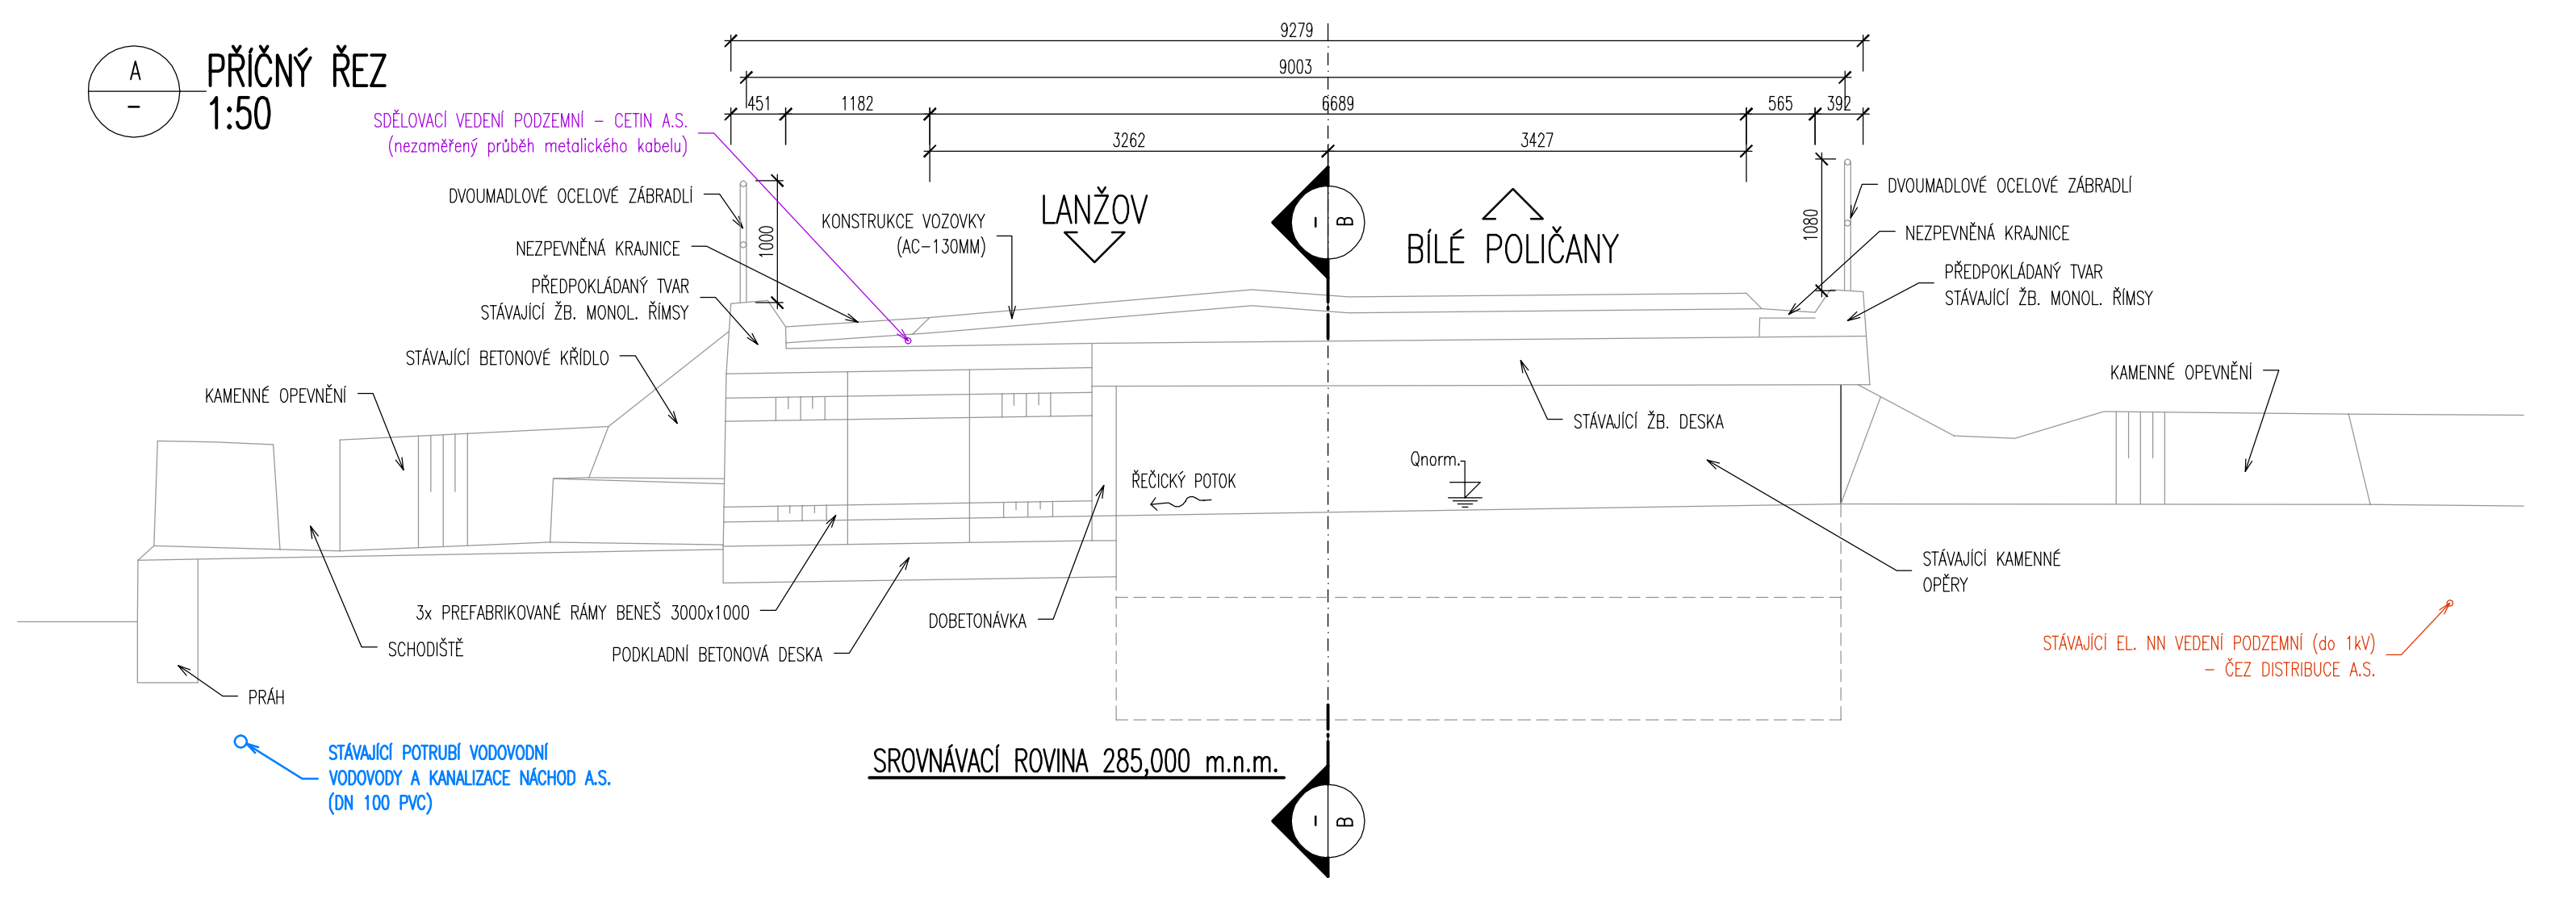 A
–
PŘÍČNÝ ŘEZ
1:50
9279
9003
451
1182
6689
565
392
3262
3427
SDĚLOVACÍ VEDENÍ PODZEMNÍ – CETIN A.S.
(nezaměřený průběh metalického kabelu)
DVOUMADLOVÉ OCELOVÉ ZÁBRADLÍ
NEZPEVNĚNÁ KRAJNICE
PŘEDPOKLÁDANÝ TVAR
STÁVAJÍCÍ ŽB. MONOL. ŘÍMSY
STÁVAJÍCÍ BETONOVÉ KŘÍDLO
KAMENNÉ OPEVNĚNÍ
1000
KONSTRUKCE VOZOVKY
(AC–130MM)
LANŽOV
– B
BÍLÉ POLIČANY
1080
DVOUMADLOVÉ OCELOVÉ ZÁBRADLÍ
NEZPEVNĚNÁ KRAJNICE
PŘEDPOKLÁDANÝ TVAR
STÁVAJÍCÍ ŽB. MONOL. ŘÍMSY
KAMENNÉ OPEVNĚNÍ
STÁVAJÍCÍ ŽB. DESKA
Qnorm.
ŘEČICKÝ POTOK
STÁVAJÍCÍ KAMENNÉ
OPĚRY
3x PREFABRIKOVANÉ RÁMY BENEŠ 3000x1000
DOBETONÁVKA
SCHODIŠTĚ
PODKLADNÍ BETONOVÁ DESKA
PRÁH
STÁVAJÍCÍ EL. NN VEDENÍ PODZEMNÍ (do 1kV)
– ČEZ DISTRIBUCE A.S.
STÁVAJÍCÍ POTRUBÍ VODOVODNÍ
VODOVODY A KANALIZACE NÁCHOD A.S.
(DN 100 PVC)
SROVNÁVACÍ ROVINA 285,000 m.n.m.
– B